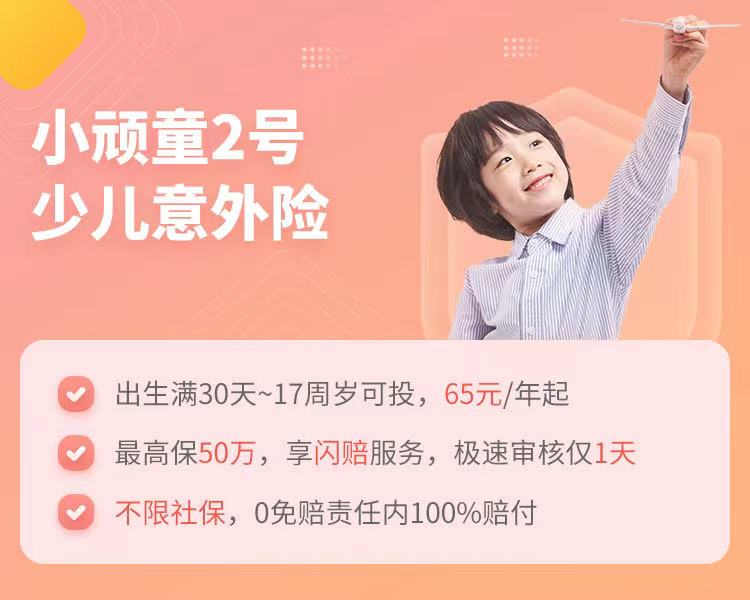 小顽童2号
少儿意外险
出生满30天~17周岁可投，65元/年起
最高保50万，享闪赔服务，极速审核仅1天
不限社保，0免赔责任内100%赔付